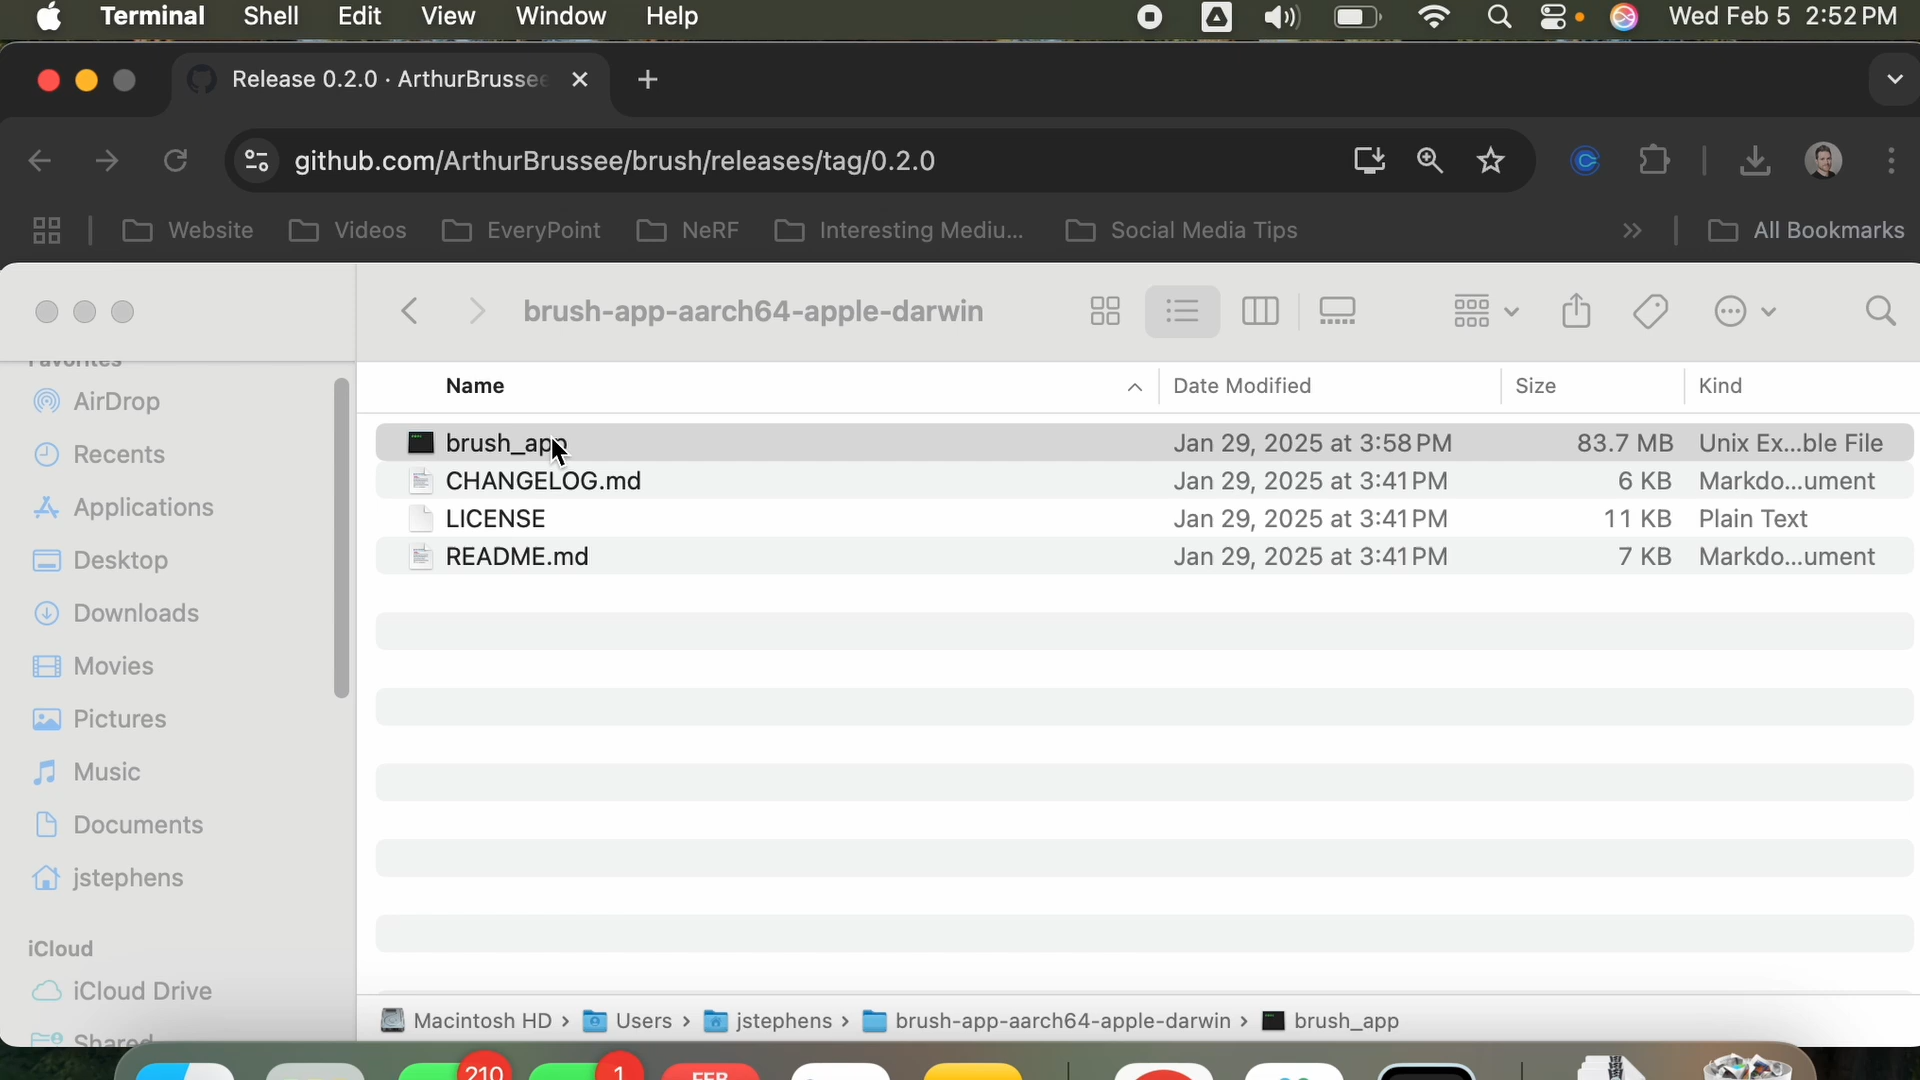 Terminal Shell Edit View Window Help Wed Feb 5 2:52 PM
Release 0.2.0 · ArthurBrussee
github.com/ArthurBrussee/brush/releases/tag/0.2.0
Website Videos EveryPoint NeRF Interesting Mediu... Social Media Tips » All Bookmarks
brush-app-aarch64-apple-darwin
Favorites
Name Date Modified Size Kind
AirDrop
Recents
Applications
Desktop
Downloads
Movies
Pictures
Music
Documents
jstephens
iCloud
iCloud Drive
Shared
brush_app Jan 29, 2025 at 3:58 PM 83.7 MB Unix Ex...ble File
CHANGELOG.md Jan 29, 2025 at 3:41 PM 6 KB Markdo...ument
LICENSE Jan 29, 2025 at 3:41 PM 11 KB Plain Text
README.md Jan 29, 2025 at 3:41 PM 7 KB Markdo...ument
Macintosh HD › Users › jstephens › brush-app-aarch64-apple-darwin › brush_app
210 1 FEB